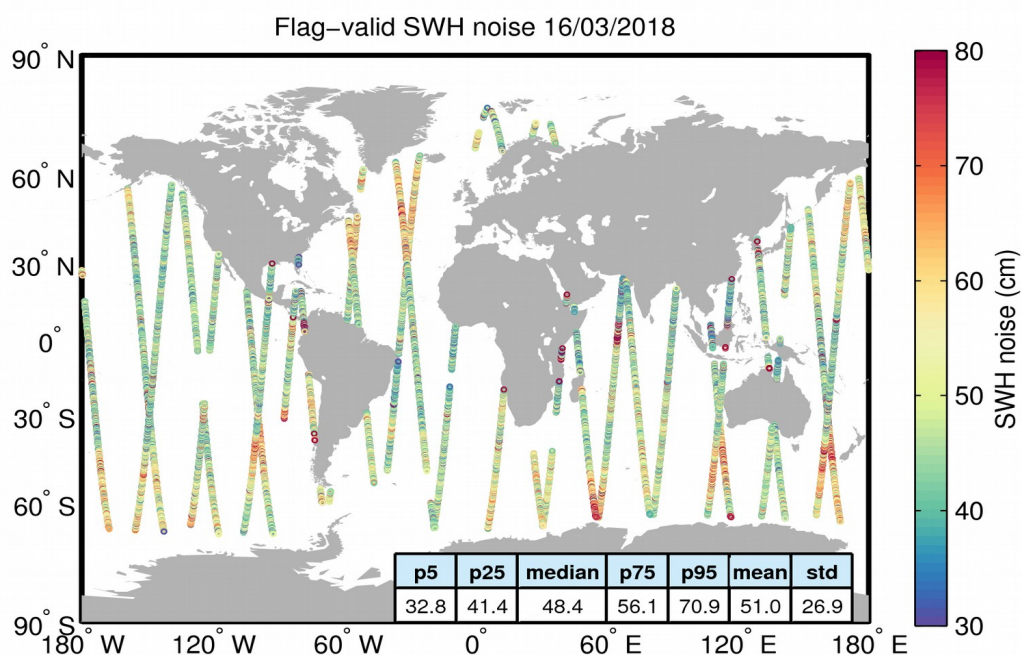 Flag−valid SWH noise 16/03/2018
90° N
60° N
30° N
0°
30° S
60° S
90° S
180° W
120° W
60° W
0°
60° E
120° E
180° E
80
70
60
50
40
30
SWH noise (cm)
p5 p25 median p75 p95 mean std
32.8 41.4 48.4 56.1 70.9 51.0 26.9